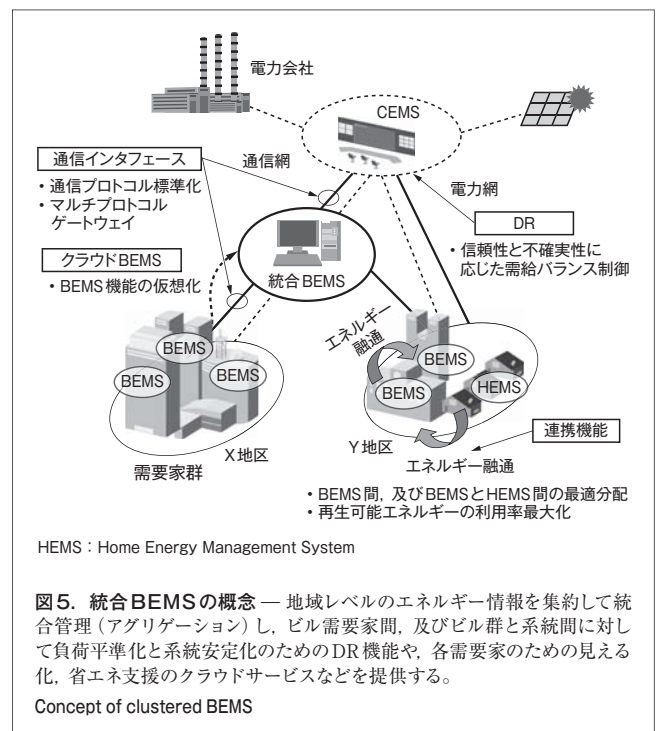 電力会社
CEMS
通信インタフェース
通信網
・通信プロトコル標準化
・マルチプロトコル
ゲートウェイ
電力網
DR
・信頼性と不確実性に
応じた需給バランス制御
クラウドBEMS
・BEMS機能の仮想化
統合BEMS
エネルギー
融通
BEMS
BEMS
BEMS
BEMS
BEMS
HEMS
X地区
需要家群
Y地区
連携機能
エネルギー融通
・BEMS間,及びBEMSとHEMS間の最適分配
・再生可能エネルギーの利用率最大化
HEMS:Home Energy Management System
図5.統合BEMSの概念 — 地域レベルのエネルギー情報を集約して統
合管理(アグリゲーション)し,ビル需要家間,及びビル群と系統間に対し
て負荷平準化と系統安定化のためのDR機能や,各需要家のための見える
化,省エネ支援のクラウドサービスなどを提供する。
Concept of clustered BEMS